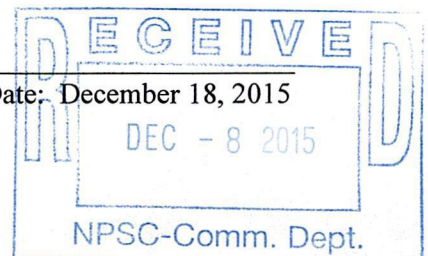 RECEIVED
Date: December 18, 2015
DEC - 8 2015
NPSC-Comm. Dept.